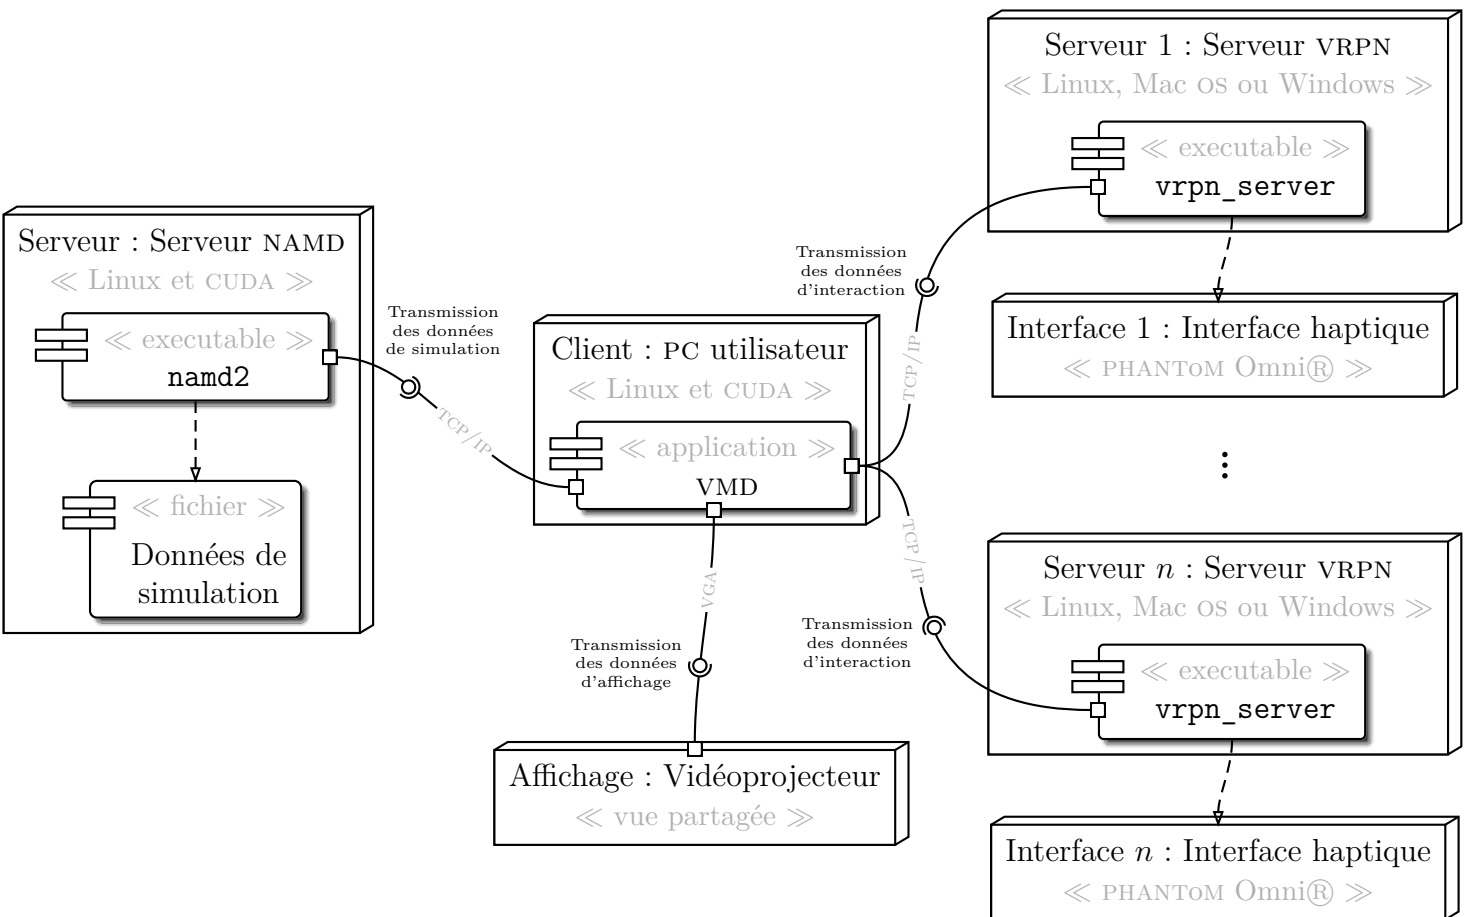 Serveur 1 : Serveur VRPN
≪ Linux, Mac OS ou Windows ≫
≪ executable ≫
vrpn_server
Transmission
des données
d'interaction
TCP/IP
Interface 1 : Interface haptique
≪ PHANToM Omni® ≫
Serveur : Serveur NAMD
≪ Linux et CUDA ≫
≪ executable ≫
namd2
≪ fichier ≫
Données de
simulation
Transmission
des données
de simulation
TCP/IP
Client : PC utilisateur
≪ Linux et CUDA ≫
≪ application ≫
VMD
VGA
Transmission
des données
d'affichage
Affichage : Vidéoprojecteur
≪ vue partagée ≫
TCP/IP
Transmission
des données
d'interaction
Serveur n : Serveur VRPN
≪ Linux, Mac OS ou Windows ≫
≪ executable ≫
vrpn_server
Interface n : Interface haptique
≪ PHANToM Omni® ≫